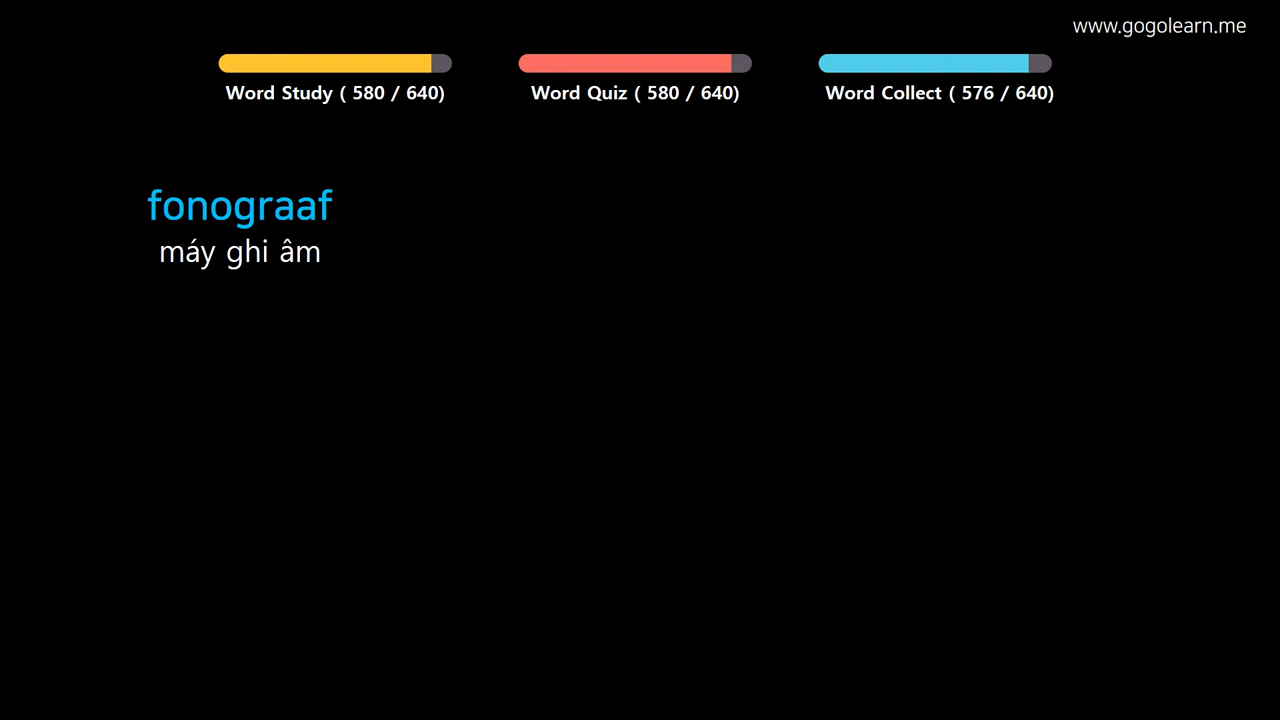 www.gogolearn.me
Word Study ( 580 / 640)
Word Quiz ( 580 / 640)
Word Collect ( 576 / 640)
fonograaf
máy ghi âm